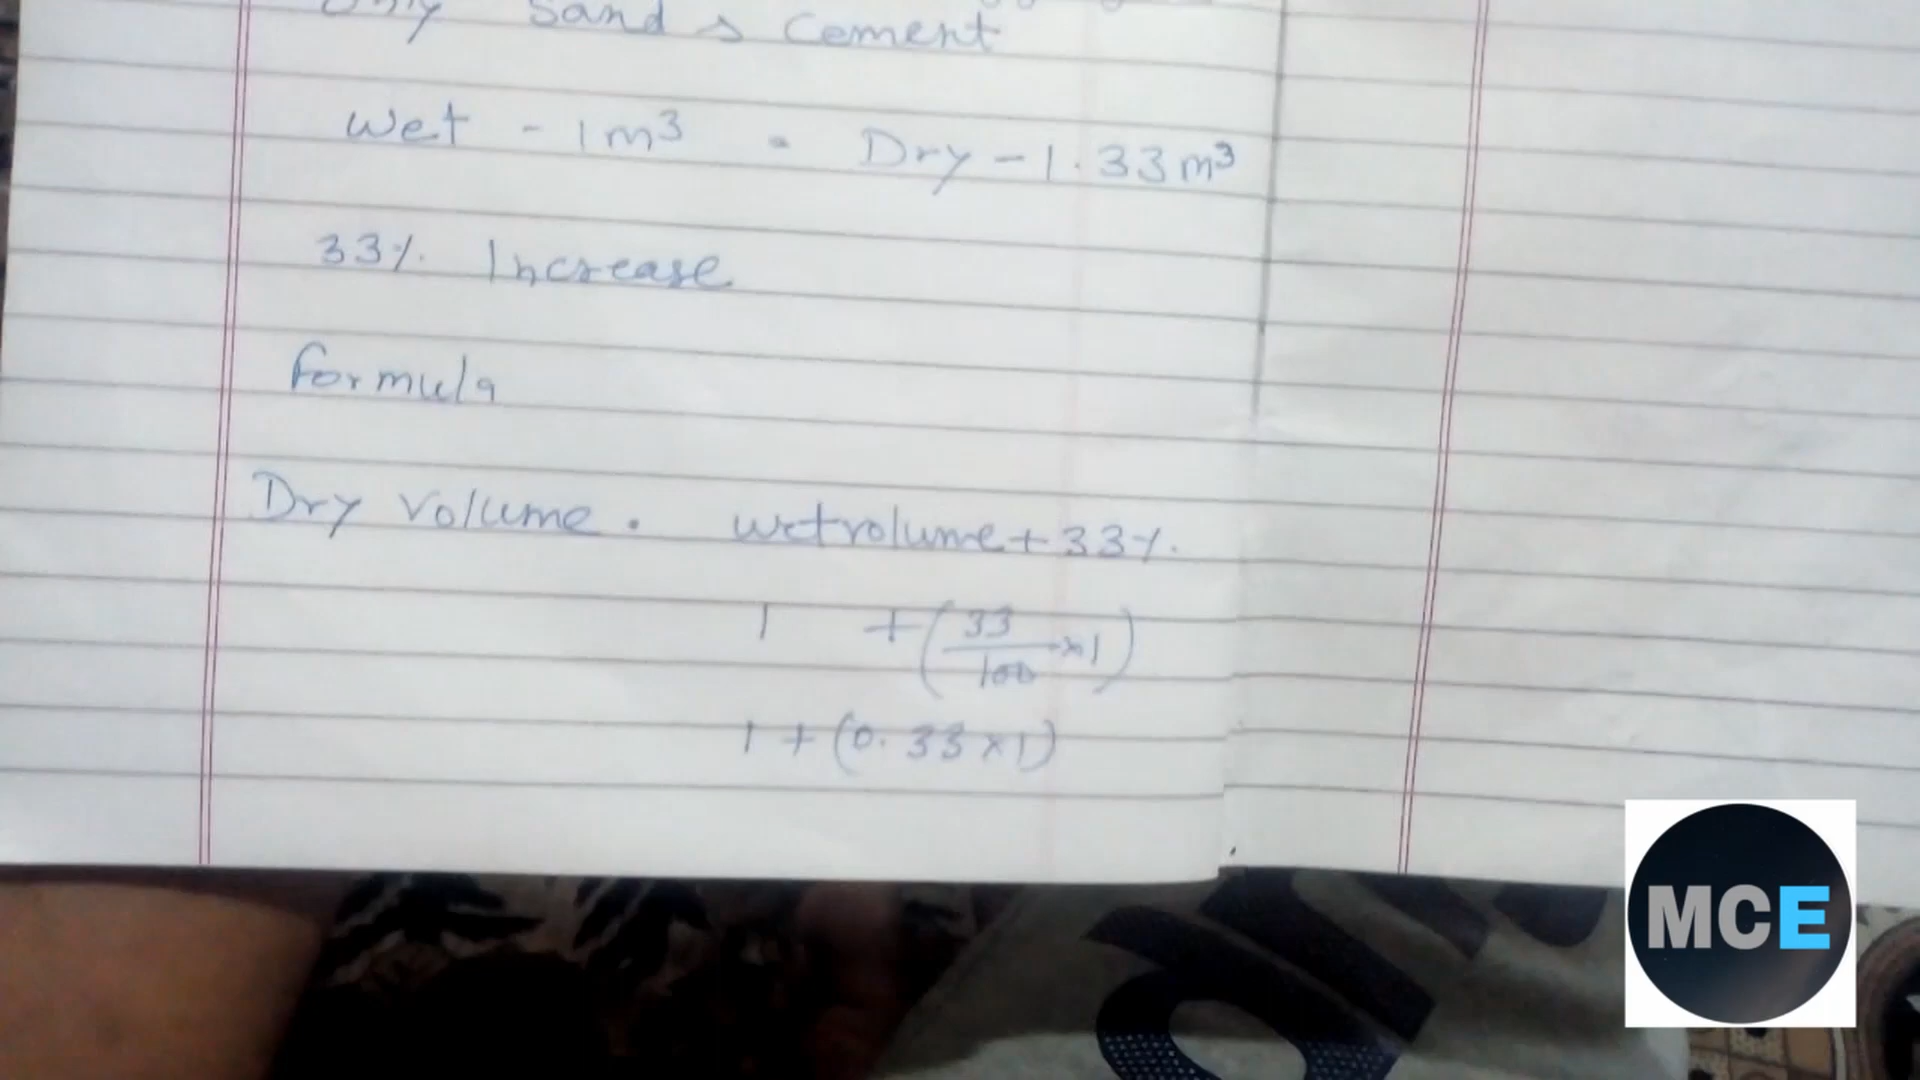 only sand & cement
Wet - 1m³ = Dry - 1.33m³
33% Increase
formula
Dry Volume = wet volume + 33%
1 + (33/100 × 1)
1 + (0.33 × 1)
MCE